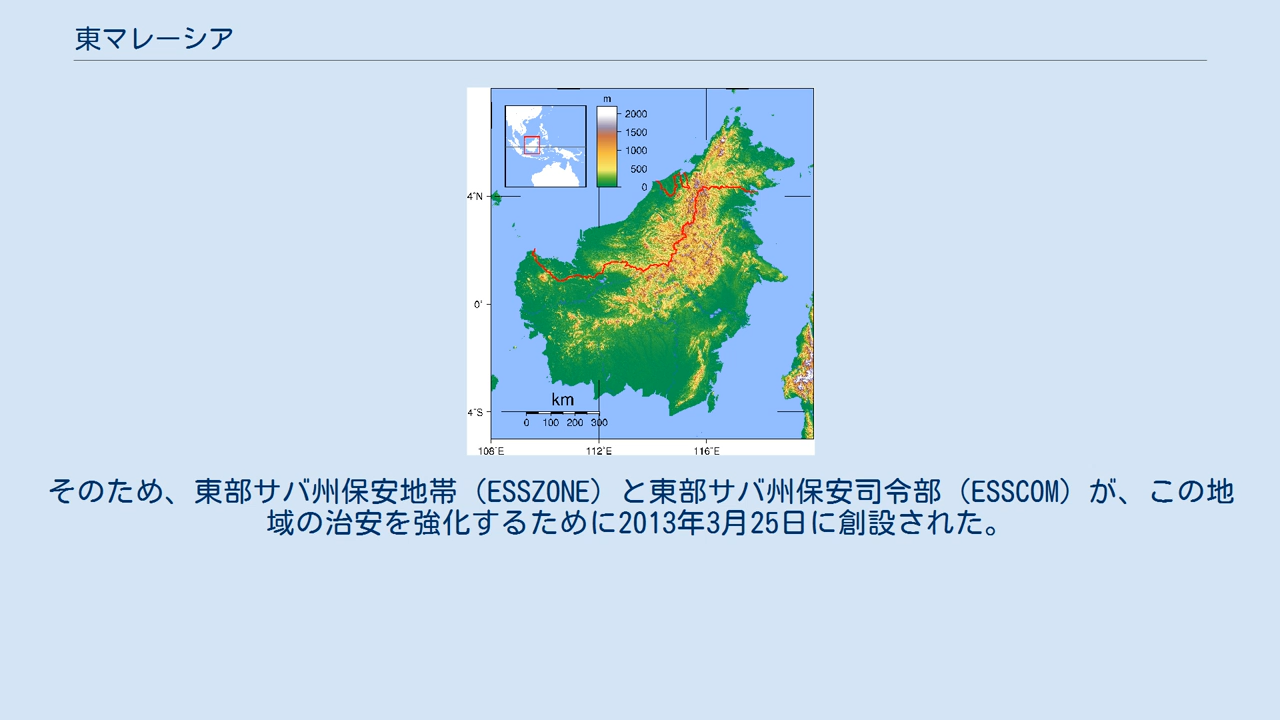 東マレーシア
m
2000
1500
1000
500
0
4°N
0°
4°S
km
0 100 200 300
108°E 112°E 116°E
そのため、東部サバ州保安地帯（ESSZONE）と東部サバ州保安司令部（ESSCOM）が、この地
域の治安を強化するために2013年3月25日に創設された。